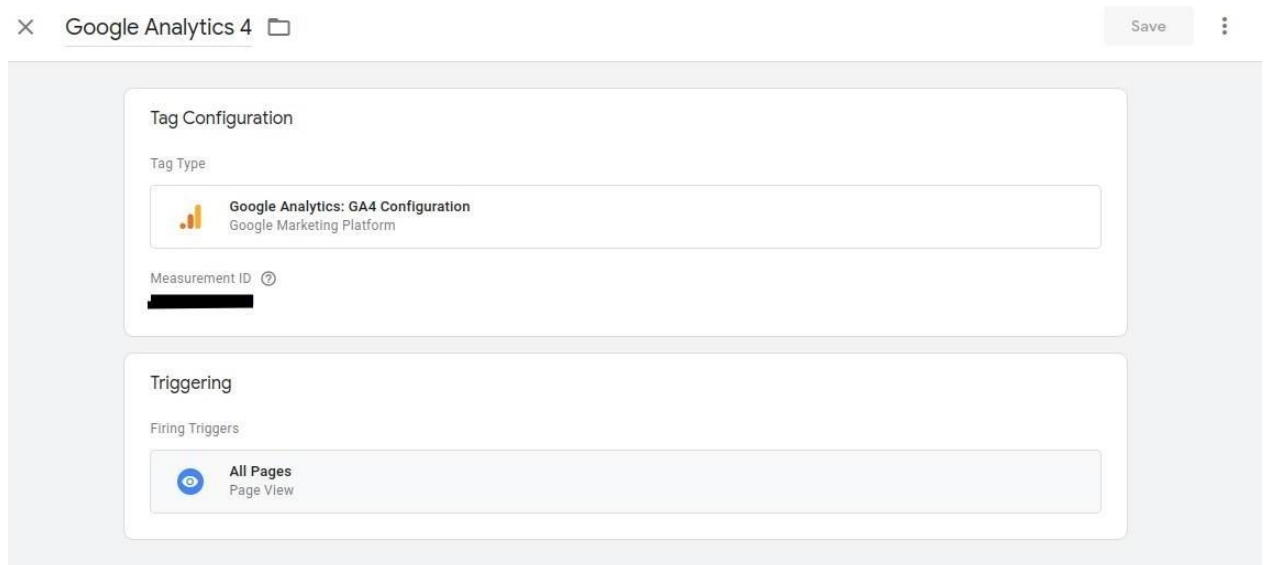 Google Analytics 4
Save
Tag Configuration
Tag Type
Google Analytics: GA4 Configuration
Google Marketing Platform
Measurement ID
Triggering
Firing Triggers
All Pages
Page View